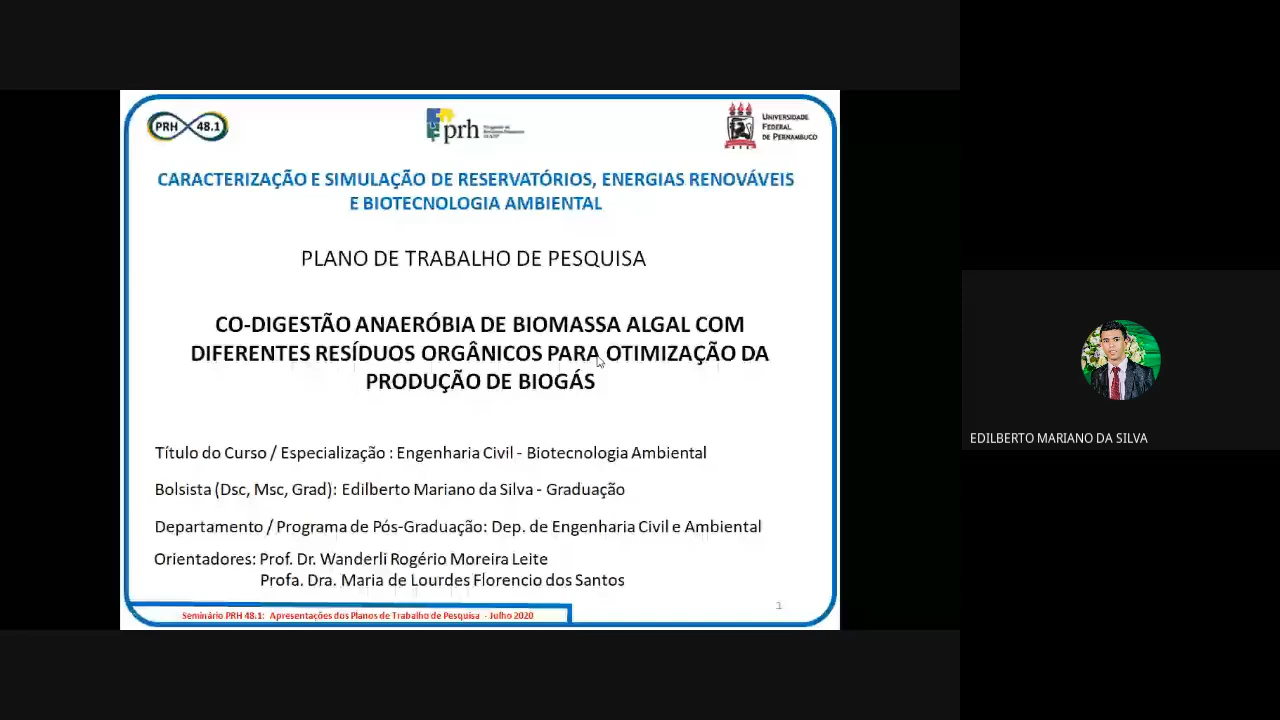 PRH 48.1
prh
UNIVERSIDADE
FEDERAL
DE PERNAMBUCO
CARACTERIZAÇÃO E SIMULAÇÃO DE RESERVATÓRIOS, ENERGIAS RENOVÁVEIS
E BIOTECNOLOGIA AMBIENTAL
PLANO DE TRABALHO DE PESQUISA
CO-DIGESTÃO ANAERÓBIA DE BIOMASSA ALGAL COM
DIFERENTES RESÍDUOS ORGÂNICOS PARA OTIMIZAÇÃO DA
PRODUÇÃO DE BIOGÁS
Título do Curso / Especialização : Engenharia Civil - Biotecnologia Ambiental
Bolsista (Dsc, Msc, Grad): Edilberto Mariano da Silva - Graduação
Departamento / Programa de Pós-Graduação: Dep. de Engenharia Civil e Ambiental
Orientadores: Prof. Dr. Wanderli Rogério Moreira Leite
Profa. Dra. Maria de Lourdes Florencio dos Santos
1
Seminário PRH 48.1: Apresentações dos Planos de Trabalho de Pesquisa - Julho 2020
EDILBERTO MARIANO DA SILVA